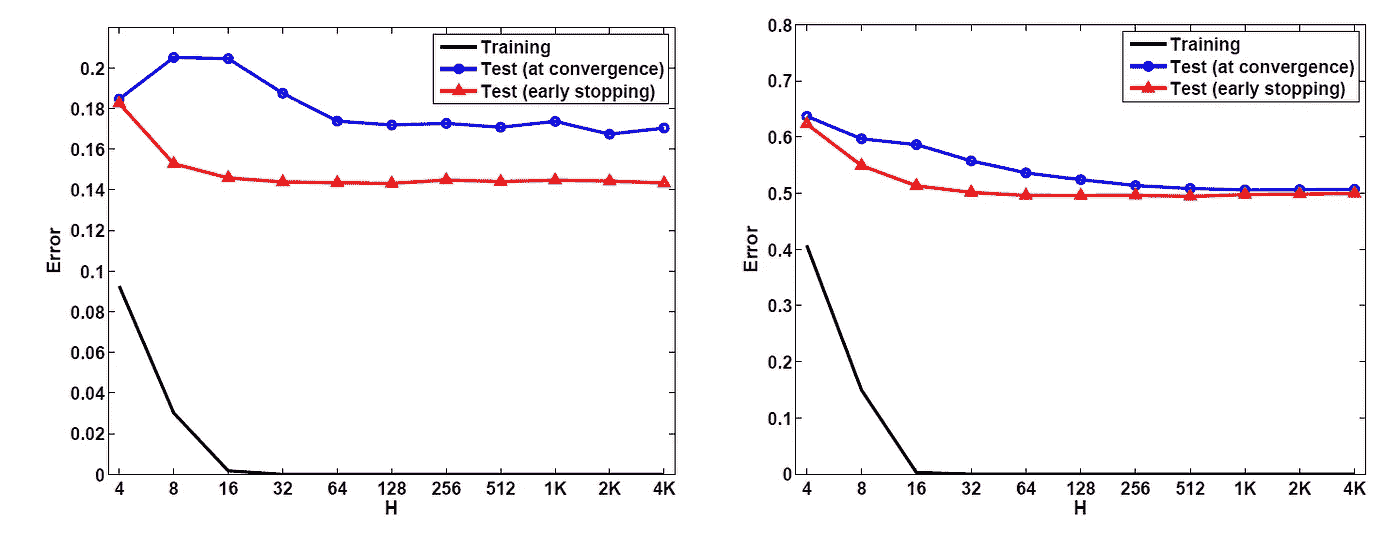 Training
Test (at convergence)
Test (early stopping)
0.2
0.18
0.16
0.14
0.12
0.1
0.08
0.06
0.04
0.02
0
Error
4 8 16 32 64 128 256 512 1K 2K 4K
H
Training
Test (at convergence)
Test (early stopping)
0.8
0.7
0.6
0.5
0.4
0.3
0.2
0.1
0
Error
4 8 16 32 64 128 256 512 1K 2K 4K
H